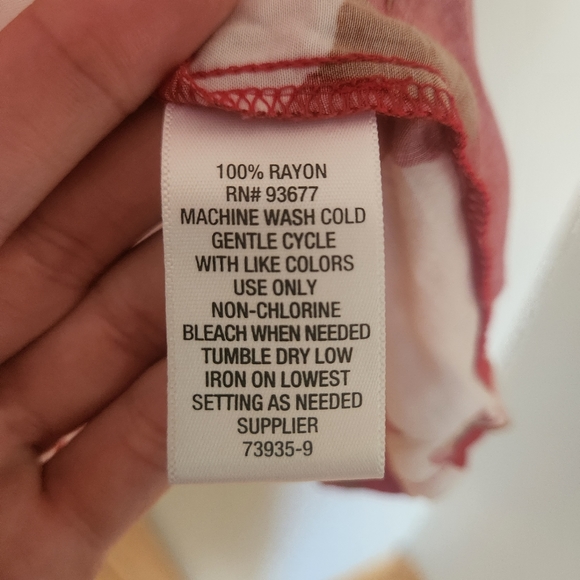 100% RAYON
RN# 93677
MACHINE WASH COLD
GENTLE CYCLE
WITH LIKE COLORS
USE ONLY
NON-CHLORINE
BLEACH WHEN NEEDED
TUMBLE DRY LOW
IRON ON LOWEST
SETTING AS NEEDED
SUPPLIER
73935-9